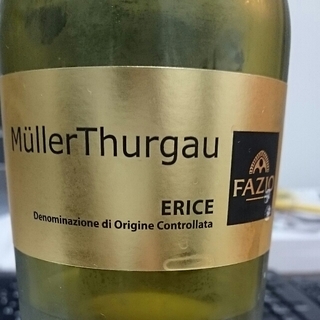 MüllerThurgau
FAZIO
ERICE
Denominazione di Origine Controllata